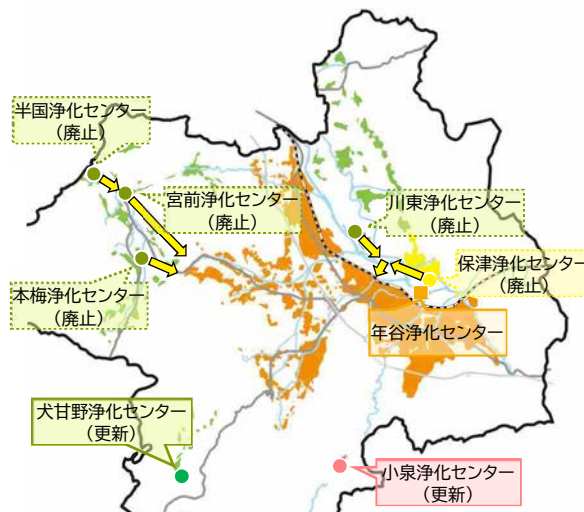 半国浄化センター
（廃止）
宮前浄化センター
（廃止）
川東浄化センター
（廃止）
保津浄化センター
（廃止）
本梅浄化センター
（廃止）
年谷浄化センター
犬甘野浄化センター
（更新）
小泉浄化センター
（更新）